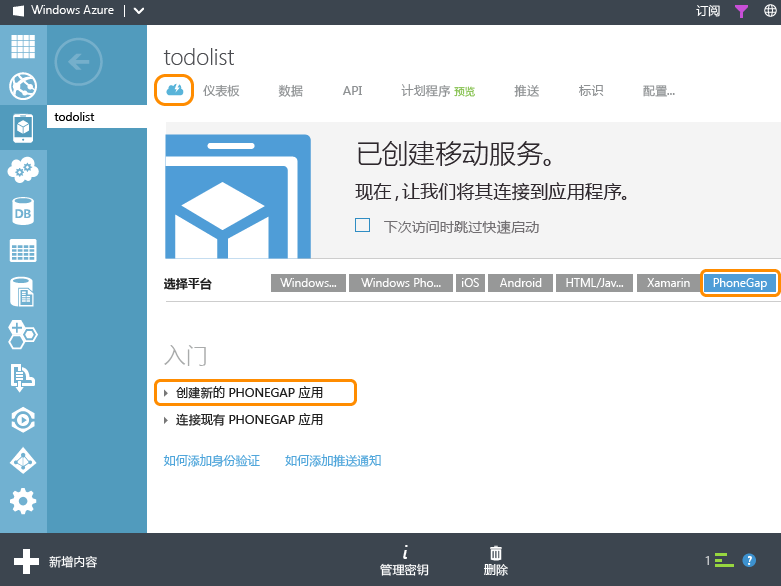 Windows Azure
订阅
todolist
todolist
仪表板 数据 API 计划程序 预览 推送 标识 配置...
已创建移动服务。
现在,让我们将其连接到应用程序。
下次访问时跳过快速启动
选择平台 Windows... Windows Pho... iOS Android HTML/Jav... Xamarin PhoneGap
入门
创建新的 PHONEGAP 应用
连接现有 PHONEGAP 应用
如何添加身份验证 如何添加推送通知
DB
新增内容
管理密钥
删除
1
?